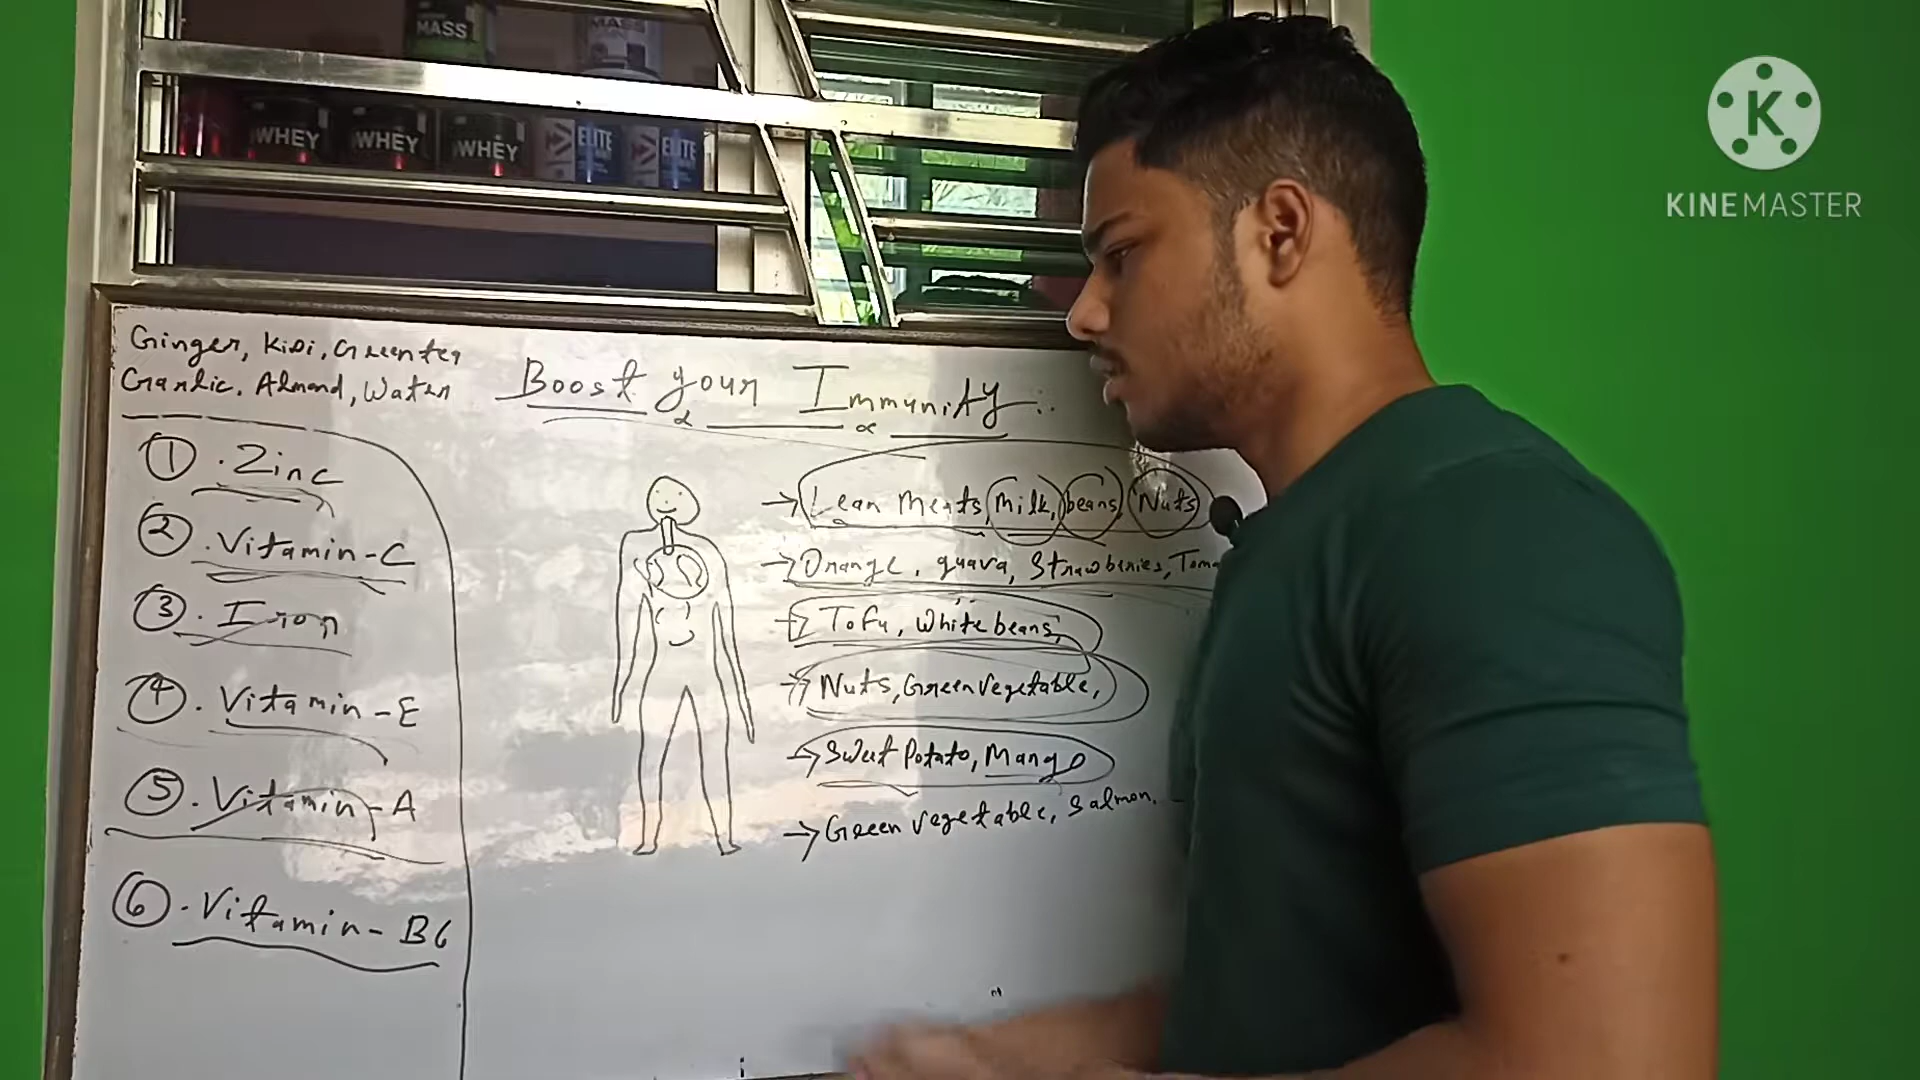 MASS
MASS
WHEY WHEY WHEY ELITE ELITE
KINEMASTER
Ginger, Kiwi, Green tea
Garlic, Almond, Water
Boost your Immunity
1 . Zinc
2 . Vitamin-C
3 . Iron
4 . Vitamin-E
5 . Vitamin-A
6 . Vitamin-B6
→ Lean Meats, Milk, beans, Nuts
→ Orange, guava, Strawberries, Toma
→ Tofu, White beans,
→ Nuts, Green Vegetable,
→ Sweet Potato, Mango
→ Green Vegetable, Salmon.